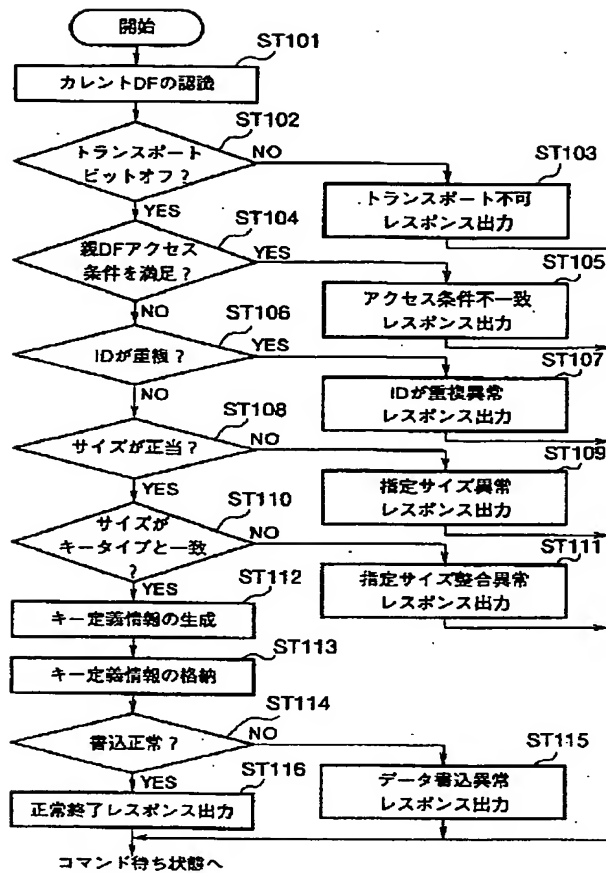 開始
ST101
カレントDFの認識
ST102
トランスポート
ビットオフ?
NO
ST103
トランスポート不可
レスポンス出力
YES
ST104
親DFアクセス
条件を満足?
YES
ST105
アクセス条件不一致
レスポンス出力
NO
ST106
IDが重複?
YES
ST107
IDが重複異常
レスポンス出力
NO
ST108
サイズが正当?
NO
ST109
指定サイズ異常
レスポンス出力
YES
ST110
サイズが
キータイプと一致
?
NO
ST111
指定サイズ整合異常
レスポンス出力
YES
ST112
キー定義情報の生成
ST113
キー定義情報の格納
ST114
書込正常?
NO
ST115
データ書込異常
レスポンス出力
YES
ST116
正常終了レスポンス出力
コマンド待ち状態へ